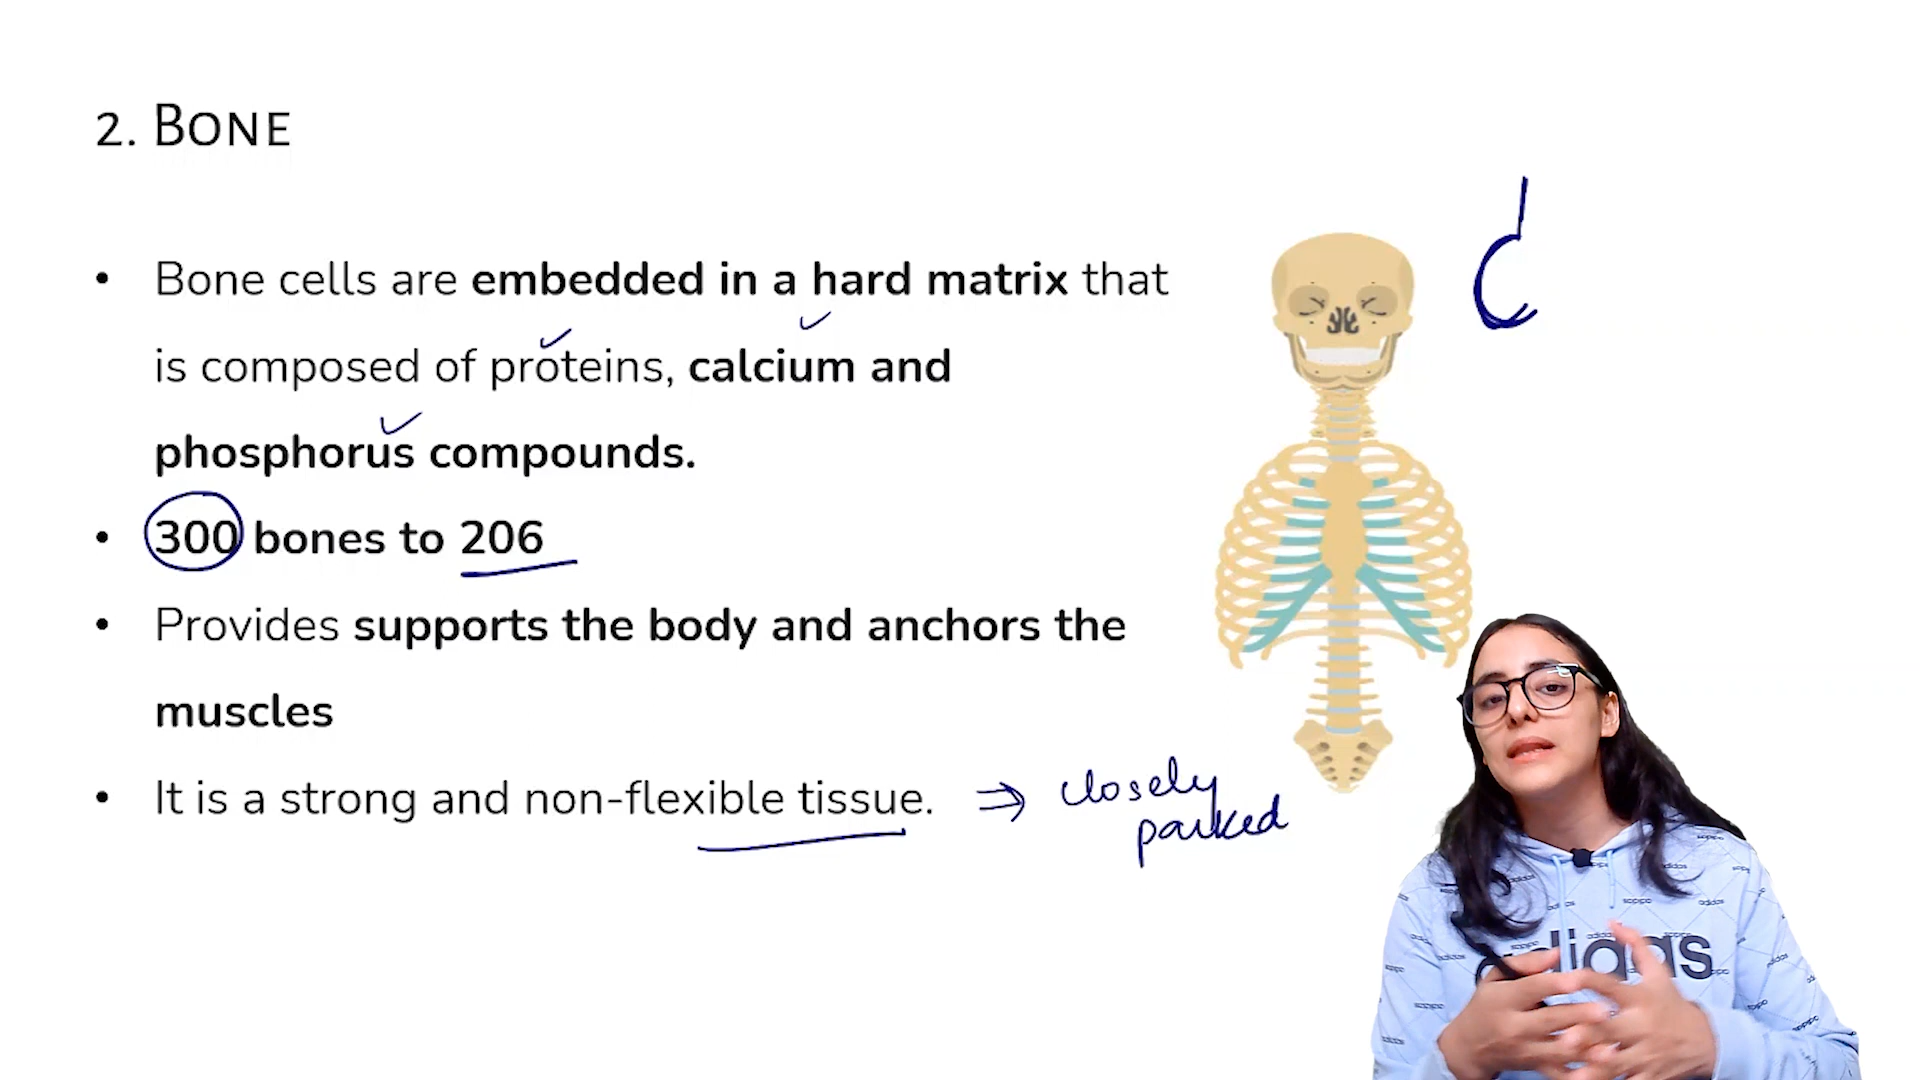 2. BONE
• Bone cells are embedded in a hard matrix that
is composed of proteins, calcium and
phosphorus compounds.
• 300 bones to 206
• Provides supports the body and anchors the
muscles
• It is a strong and non-flexible tissue. ⇒ closely
parked
adidas